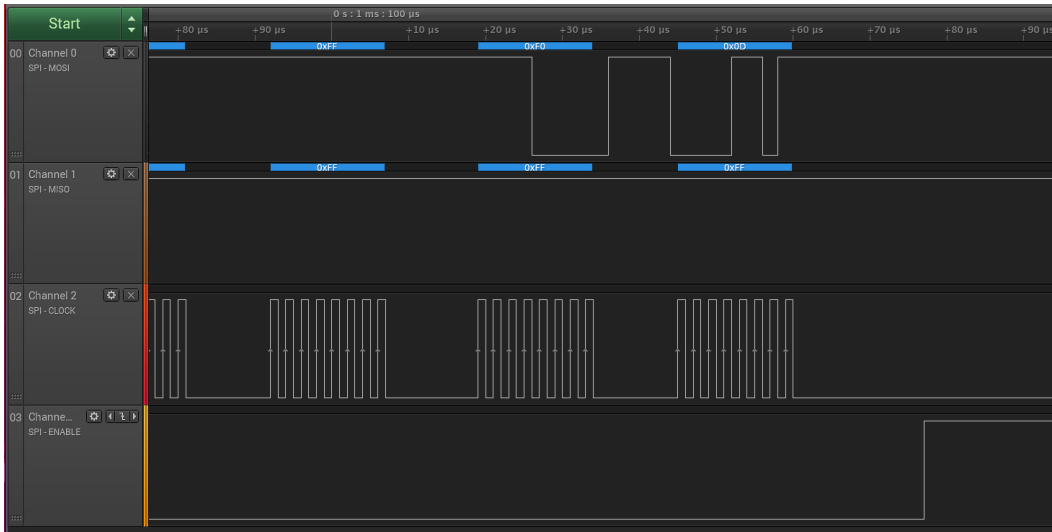 Start
0 s : 1 ms : 100 µs
+80 µs +90 µs +10 µs +20 µs +30 µs +40 µs +50 µs +60 µs +70 µs +80 µs +90 µs
00 Channel 0
SPI - MOSI
0xFF 0xF0 0x0D
01 Channel 1
SPI - MISO
0xFF 0xFF 0xFF
02 Channel 2
SPI - CLOCK
03 Channe...
SPI - ENABLE